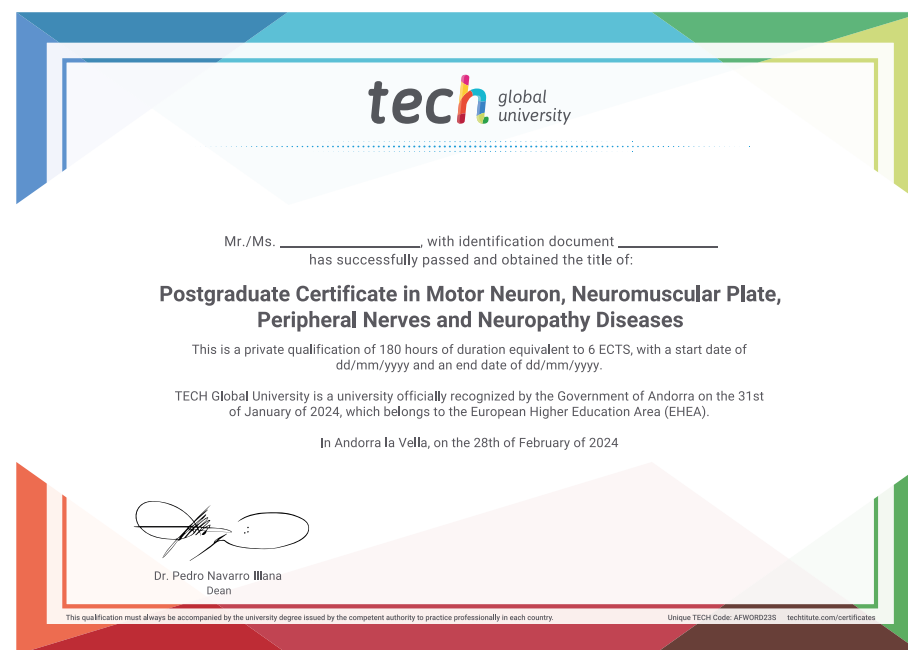 tech global
university
Mr./Ms. ____________________, with identification document ______________
has successfully passed and obtained the title of:
Postgraduate Certificate in Motor Neuron, Neuromuscular Plate,
Peripheral Nerves and Neuropathy Diseases
This is a private qualification of 180 hours of duration equivalent to 6 ECTS, with a start date of
dd/mm/yyyy and an end date of dd/mm/yyyy.
TECH Global University is a university officially recognized by the Government of Andorra on the 31st
of January of 2024, which belongs to the European Higher Education Area (EHEA).
In Andorra la Vella, on the 28th of February of 2024
Dr. Pedro Navarro Illana
Dean
This qualification must always be accompanied by the university degree issued by the competent authority to practice professionally in each country.
Unique TECH Code: AFWORD23S techtitute.com/certificates